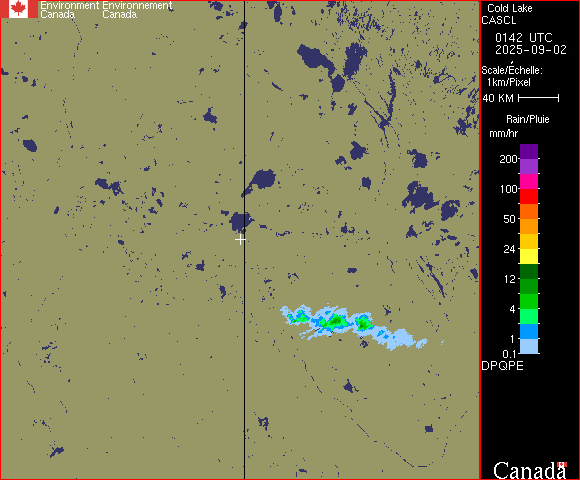 Environment Environnement
Canada Canada
Cold Lake
CASCL
0142 UTC
2025-09-02
Scale/Échelle:
1km/Pixel
40 KM
Rain/Pluie
mm/hr
200
100
50
24
12
4
1
0.1
DPQPE
Canada